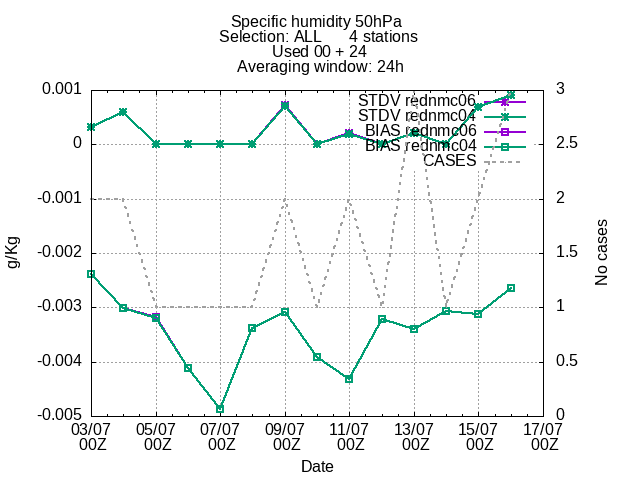 Specific humidity 50hPa
Selection: ALL 4 stations
Used 00 + 24
Averaging window: 24h
0.001
0
-0.001
-0.002
-0.003
-0.004
-0.005
g/Kg
STDV rednmc06
STDV rednmc04
BIAS rednmc06
BIAS rednmc04
CASES
3
2.5
2
1.5
1
0.5
0
No cases
03/07 05/07 07/07 09/07 11/07 13/07 15/07 17/07
00Z 00Z 00Z 00Z 00Z 00Z 00Z 00Z
Date